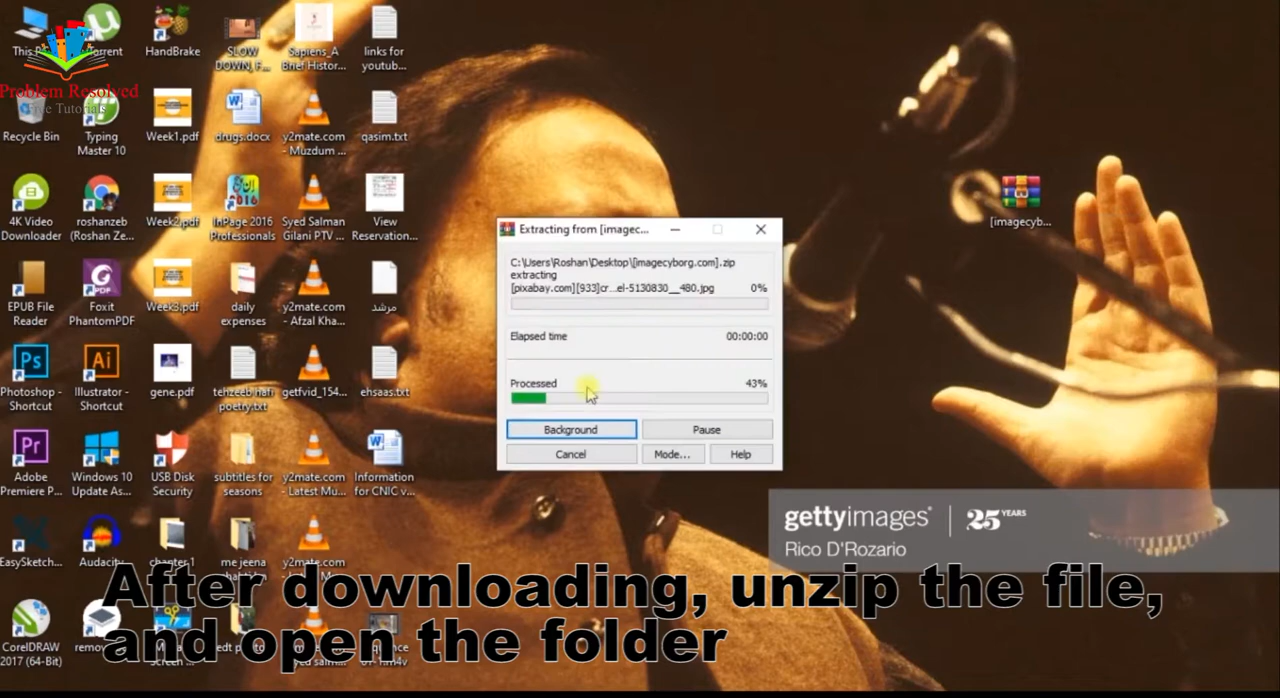 This P
Torrent
HandBrake
SLOW
DOWN, F...
Sapiens_A
Brief Histor...
links for
youtub...
Problem Resolved
Free Tutorials
Recycle Bin
Typing
Master 10
Week1.pdf
drugs.docx
y2mate.com
- Muzdum ...
qasim.txt
4K Video
Downloader
roshanzeb
(Roshan Ze...
Week2.pdf
InPage 2016
Professionals
Syed Salman
Gilani PTV ...
View
Reservation...
[imagecyb...
EPUB File
Reader
Foxit
PhantomPDF
Week3.pdf
daily
expenses
y2mate.com
- Afzal Kha...
مرشد
Extracting from [imagec...
C:\Users\Roshan\Desktop\[imagecyborg.com].zip
extracting
[pixabay.com][933]cr...el-5130830__480.jpg 0%
Elapsed time 00:00:00
Processed 43%
Background Pause
Cancel Mode... Help
Ps
Ai
Photoshop -
Shortcut
Illustrator -
Shortcut
gene.pdf
tehzeeb hafi
poetry.txt
getfvid_154...
ehsaas.txt
Pr
Adobe
Premiere P...
Windows 10
Update As...
USB Disk
Security
subtitles for
seasons
y2mate.com
- Latest Mu...
Information
for CNIC v...
gettyimages®
25 YEARS
Rico D'Rozario
EasySketch...
Audacity
chapter 1
me jeena
y2mate.com
After downloading, unzip the file,
and open the folder
CorelDRAW
2017 (64-Bit)